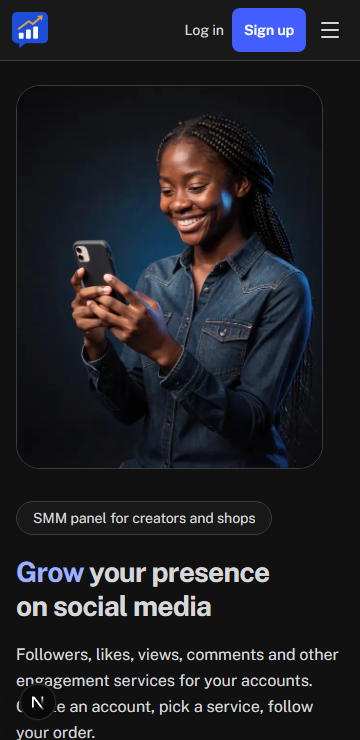 Log in
Sign up
SMM panel for creators and shops
Grow your presence
on social media
Followers, likes, views, comments and other
engagement services for your accounts.
an account, pick a service, follow
your order.